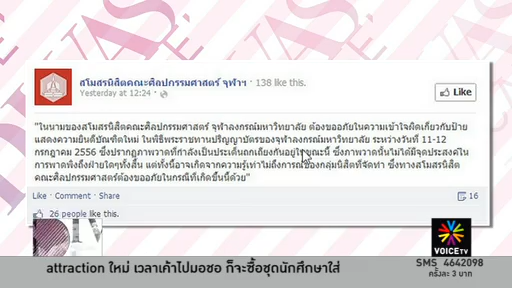 สโมสรนิสิตคณะศิลปกรรมศาสตร์ จุฬาฯ · 138 like this.
Yesterday at 12:24 ·
Like
"ในนามของสโมสรนิสิตคณะศิลปกรรมศาสตร์ จุฬาลงกรณ์มหาวิทยาลัย ต้องขออภัยในความเข้าใจผิดเกี่ยวกับป้าย
แสดงความยินดีบัณฑิตใหม่ ในพิธีพระราชทานปริญญาบัตรของจุฬาลงกรณ์มหาวิทยาลัย ระหว่างวันที่ 11-12
กรกฎาคม 2556 ซึ่งปรากฏภาพวาดที่กำลังเป็นประเด็นถกเถียงกันอยู่ในขณะนี้ ซึ่งภาพวาดนั้นไม่ได้มีจุดประสงค์ใน
การพาดพิงถึงฝ่ายใดๆทั้งสิ้น แต่ทั้งนี้อาจเกิดจากความรู้เท่าไม่ถึงการณ์ของกลุ่มนิสิตที่จัดทำ ซึ่งทางสโมสรนิสิต
คณะศิลปกรรมศาสตร์ต้องขออภัยในกรณีที่เกิดขึ้นนี้ด้วย"
Like · Comment · Share
16
26 people like this.
VOICE TV
attraction ใหม่ เวลาเค้าไปมอชอ ก็จะซื้อชุดนักศึกษาใส่
SMS 4642098
ครั้งละ 3 บาท